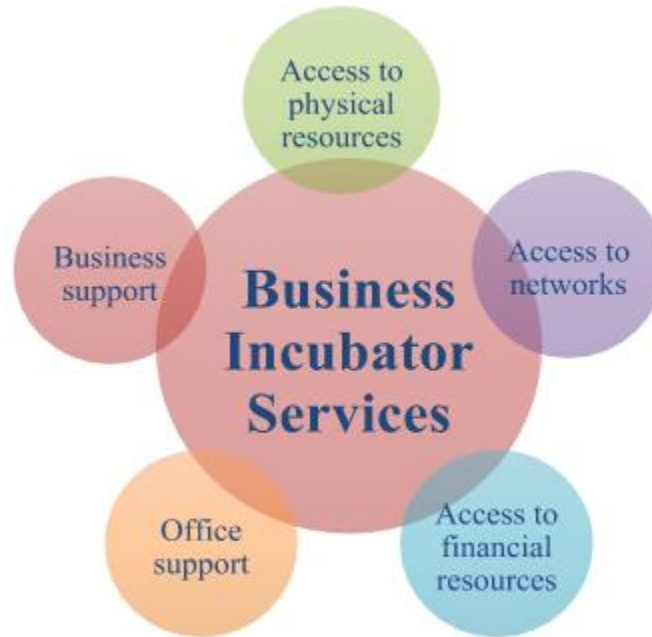 Access to
physical
resources
Business
support
Access to
networks
Business
Incubator
Services
Office
support
Access to
financial
resources